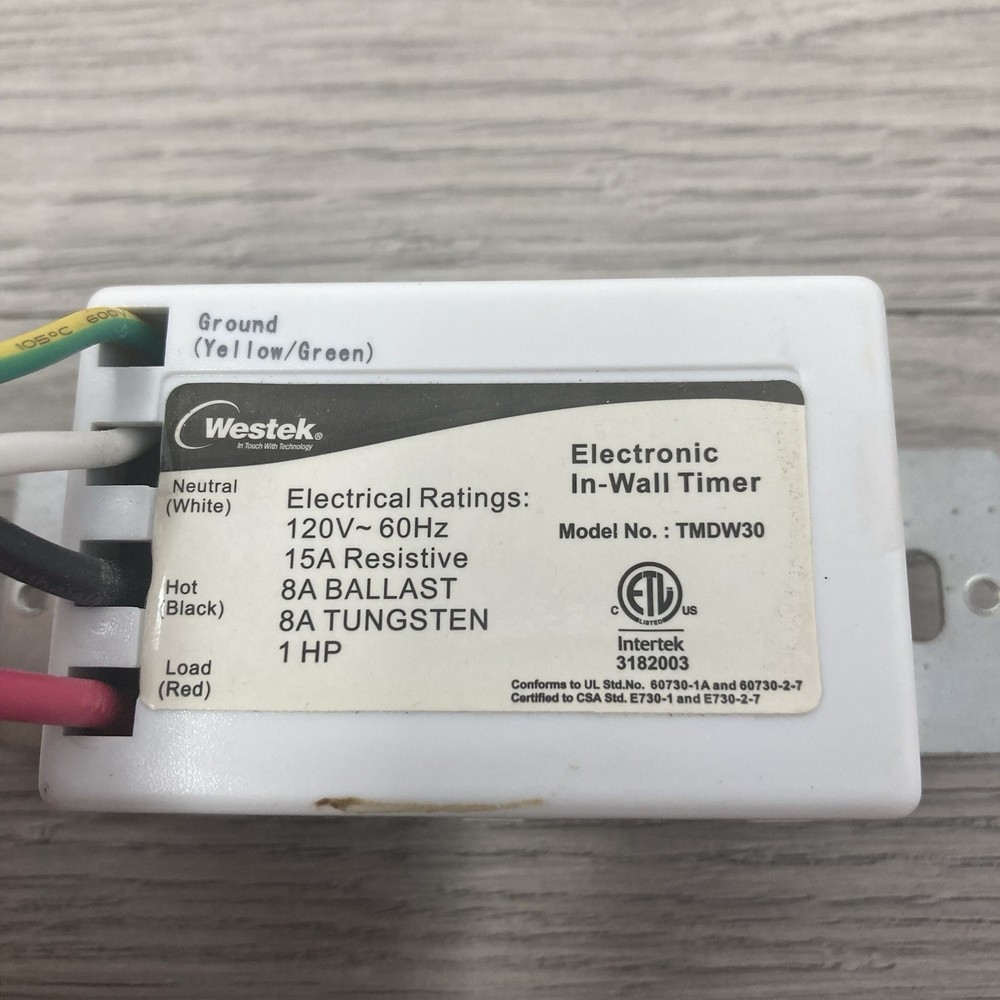 105°C 600V
Ground
(Yellow/Green)
Westek®
In Touch With Technology
Neutral
(White)
Hot
(Black)
Load
(Red)
Electrical Ratings:
120V~ 60Hz
15A Resistive
8A BALLAST
8A TUNGSTEN
1 HP
Electronic
In-Wall Timer
Model No. : TMDW30
ETL
LISTED
C US
Intertek
3182003
Conforms to UL Std.No. 60730-1A and 60730-2-7
Certified to CSA Std. E730-1 and E730-2-7